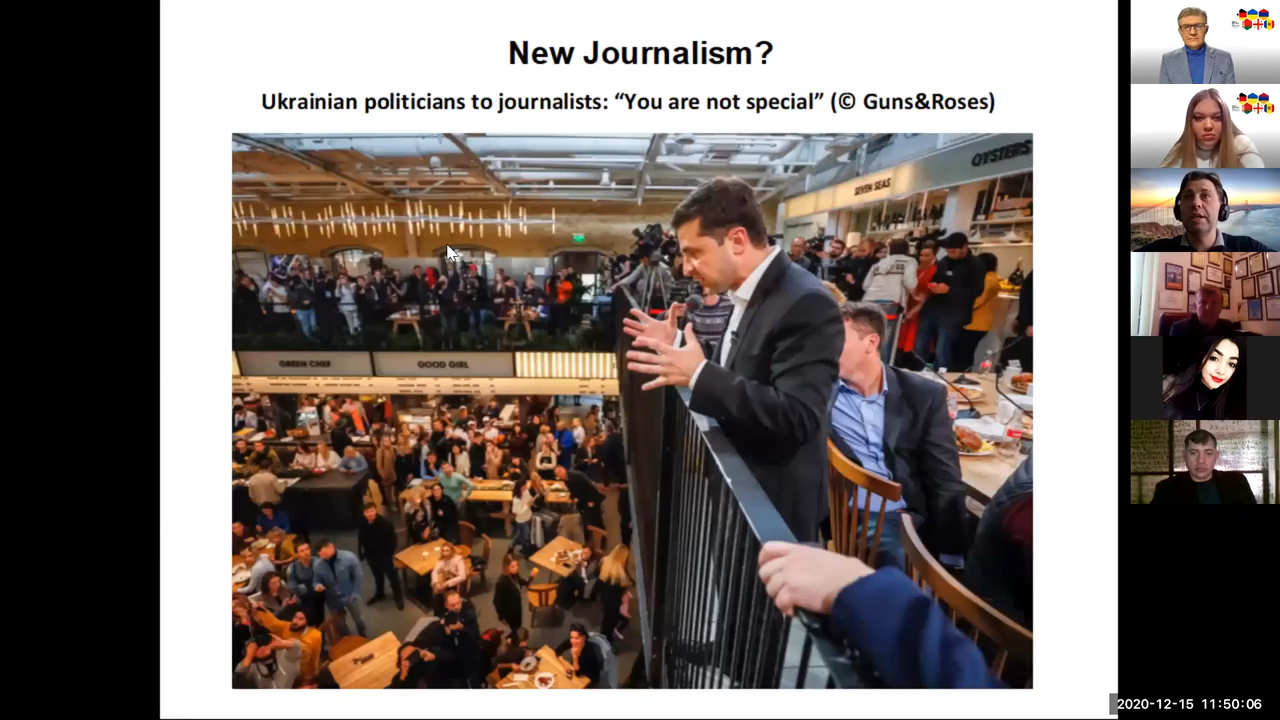 New Journalism?
Ukrainian politicians to journalists: “You are not special” (© Guns&Roses)
OYSTERS
SEVEN SEAS
GREEN CHEF
GOOD GIRL
2020-12-15 11:50:06